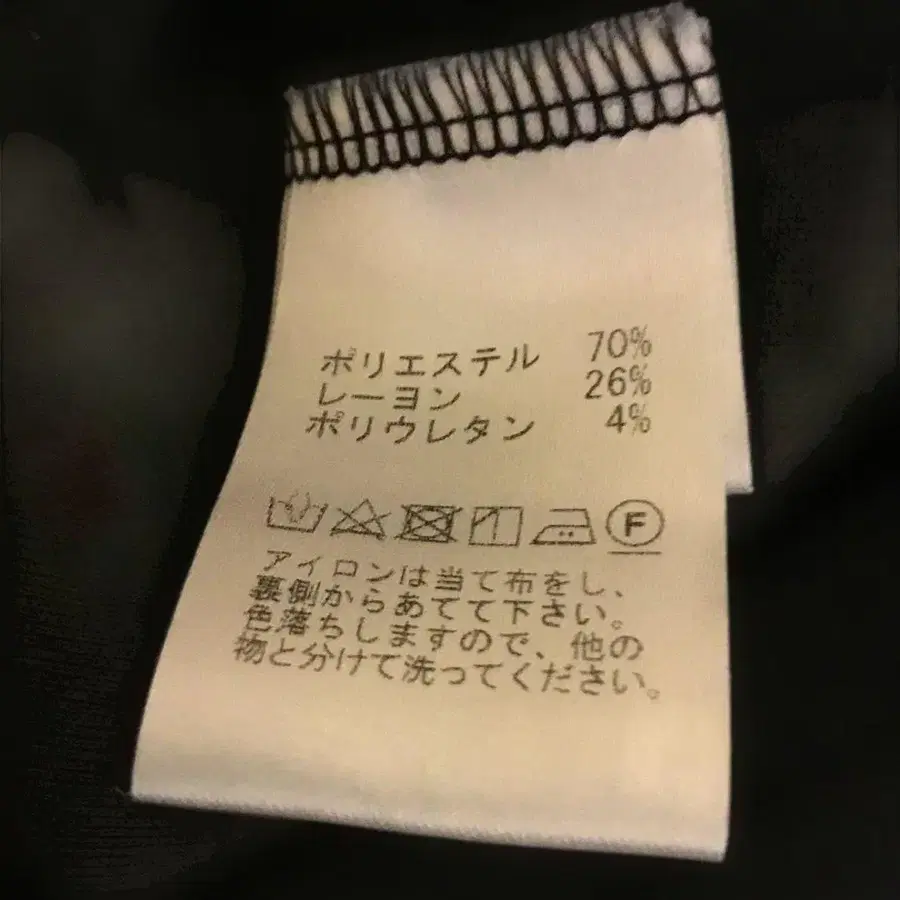 ポリエステル 70%
レーヨン 26%
ポリウレタン 4%
F
アイロンは当て布をし、
裏側からあてて下さい。
色落ちしますので、他の
物と分けて洗ってください。